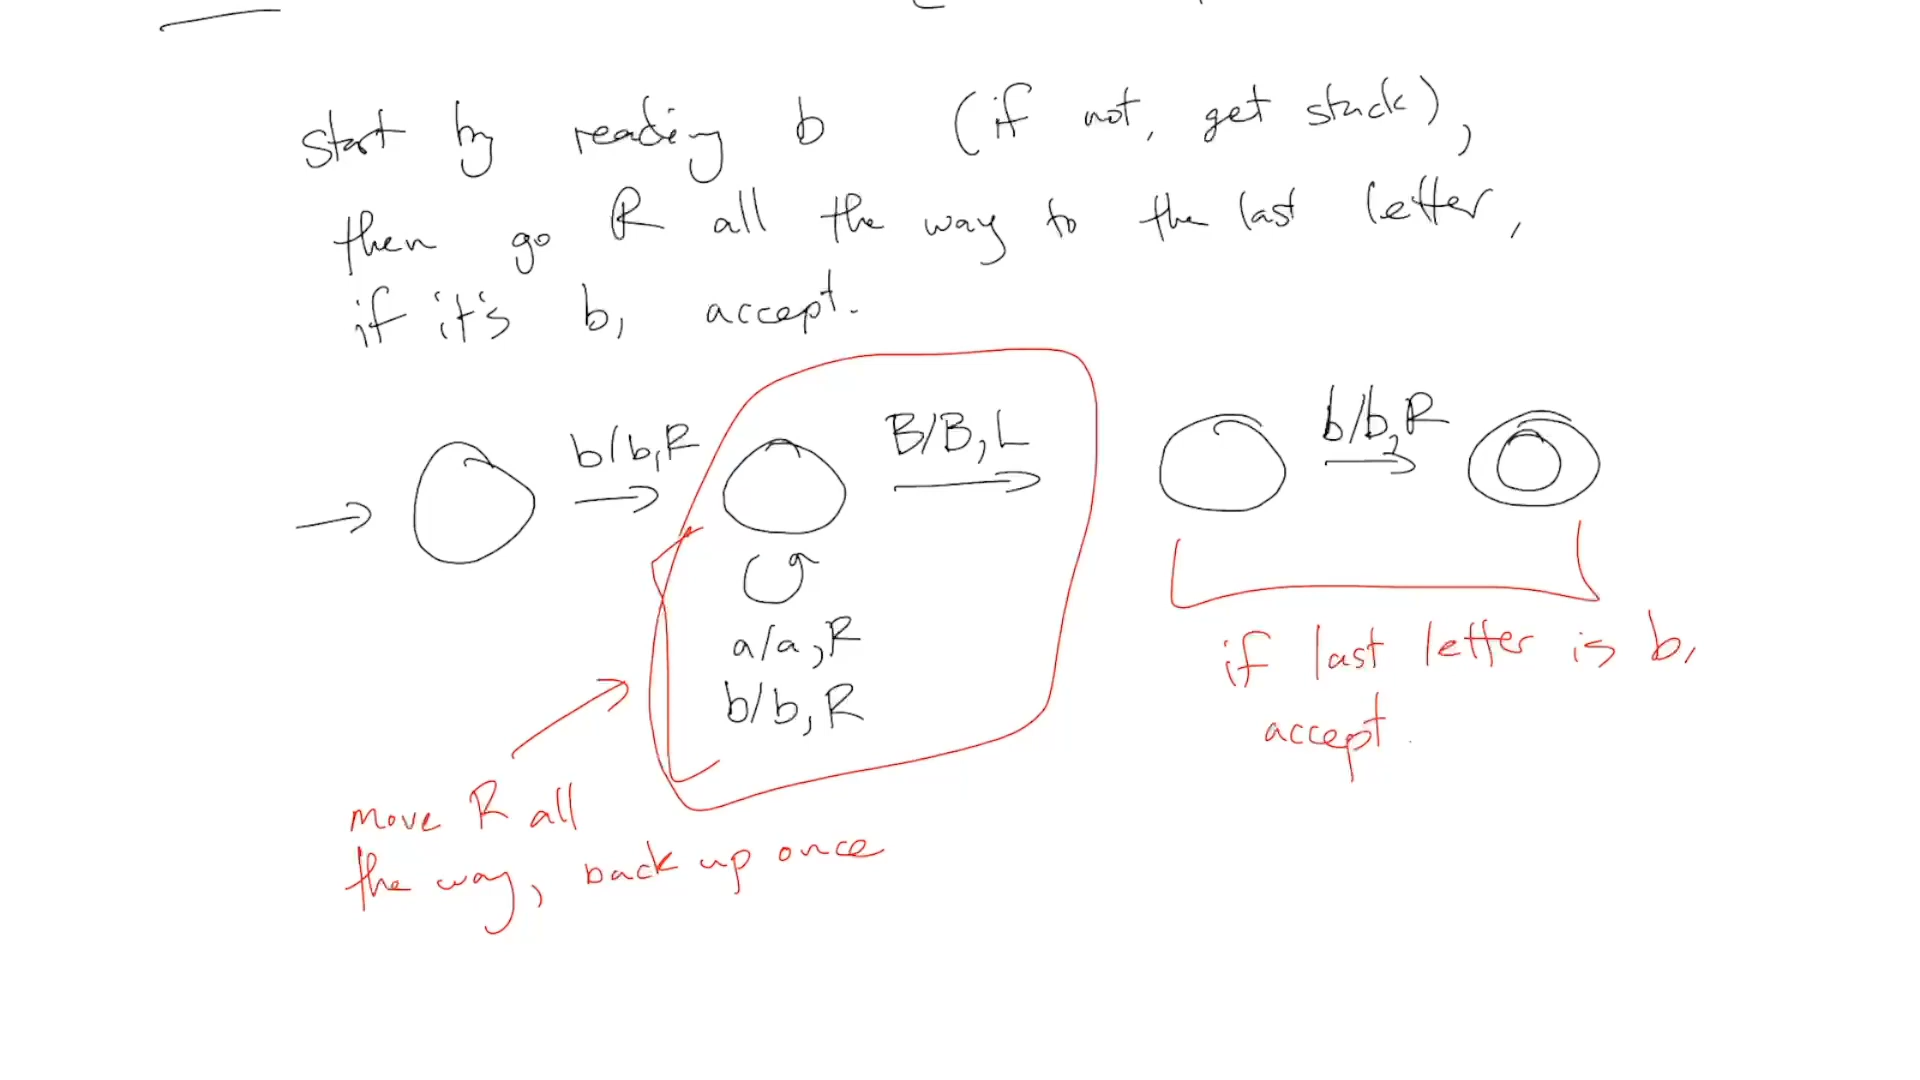 start by reading b (if not, get stuck),
then go R all the way to the last letter,
if it's b, accept.
b/b,R
B/B,L
b/b,R
a/a,R
b/b,R
if last letter is b,
accept.
move R all
the way, back up once